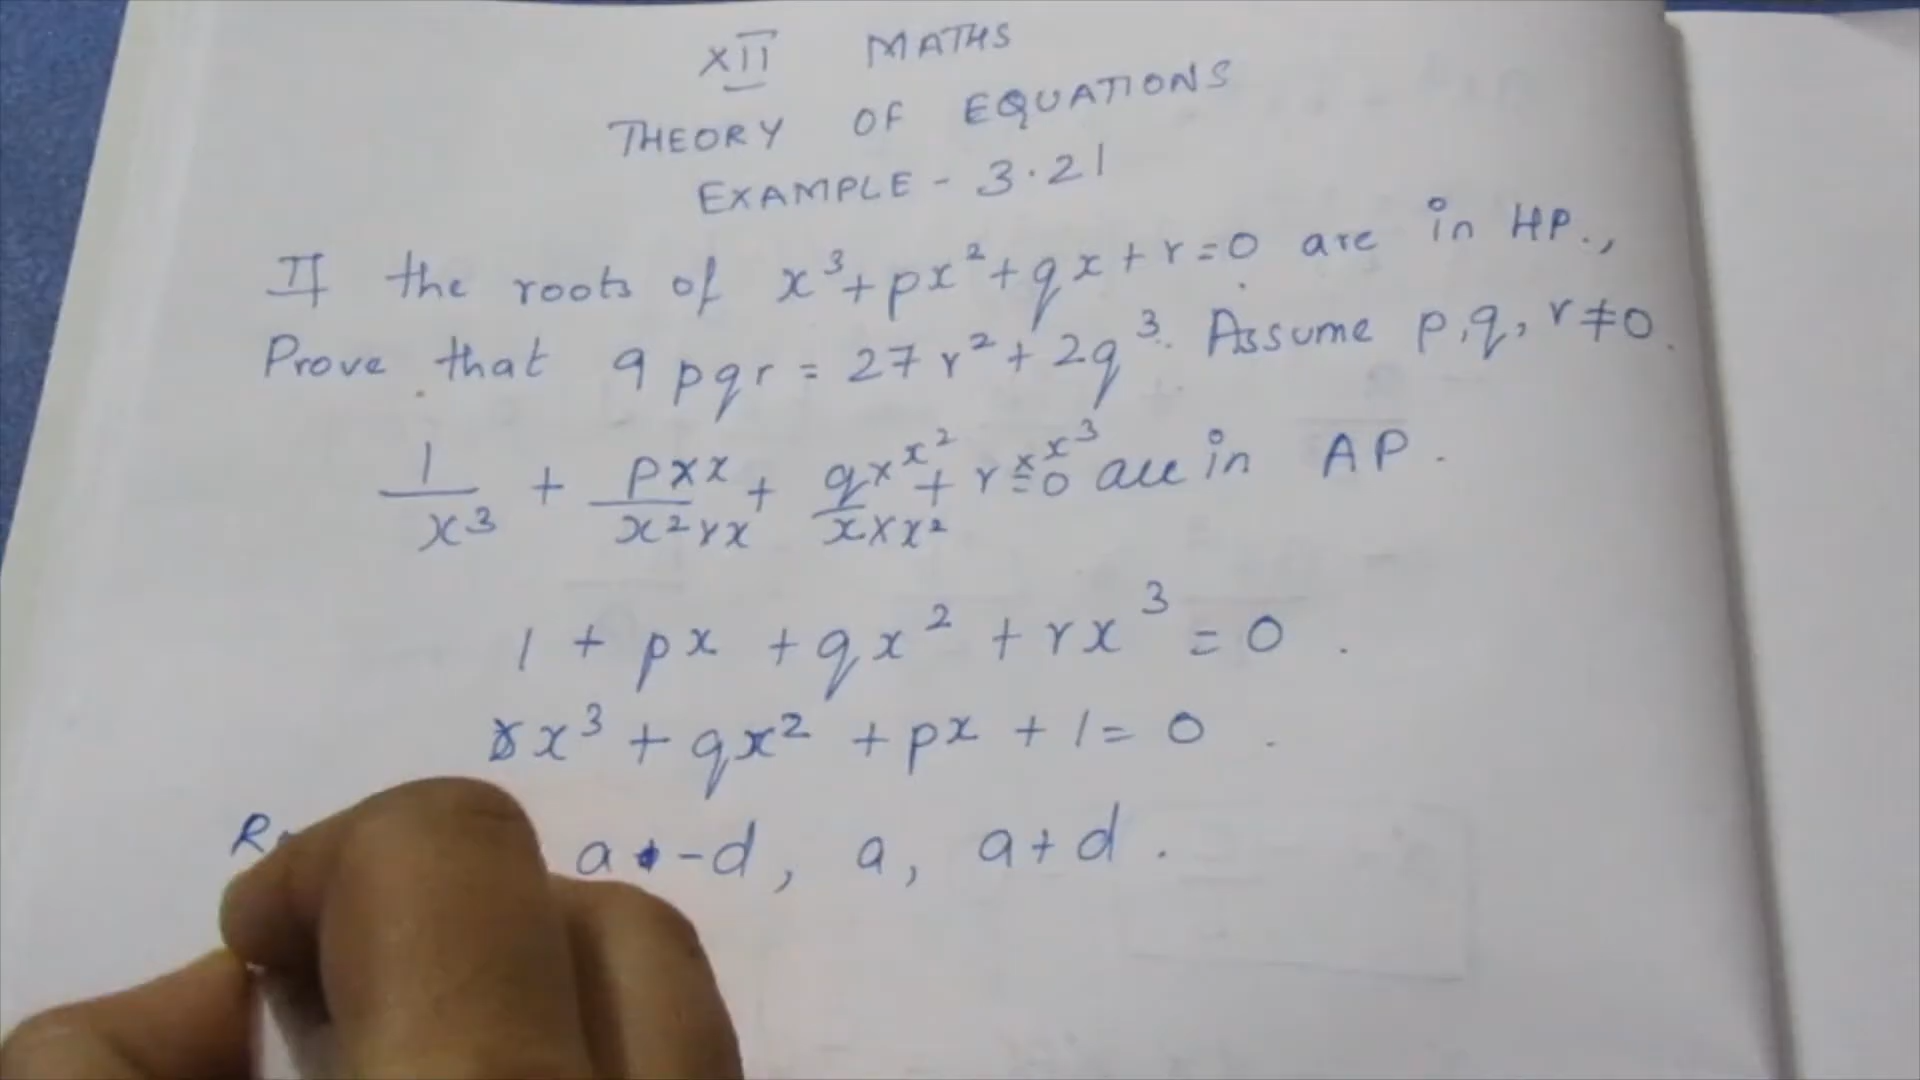 XII MATHS
THEORY OF EQUATIONS
EXAMPLE - 3.21
If the roots of x³+px²+qx+r=0 are in HP.,
Prove that 9pqr = 27r²+2q³. Assume p,q,r≠0.
1/x³ + p××x/x²×x + q××x²/x×x² + r××x³=0 are in AP.
1 + px + qx² + rx³ = 0.
rx³ + qx² + px + 1 = 0.
a-d, a, a+d.